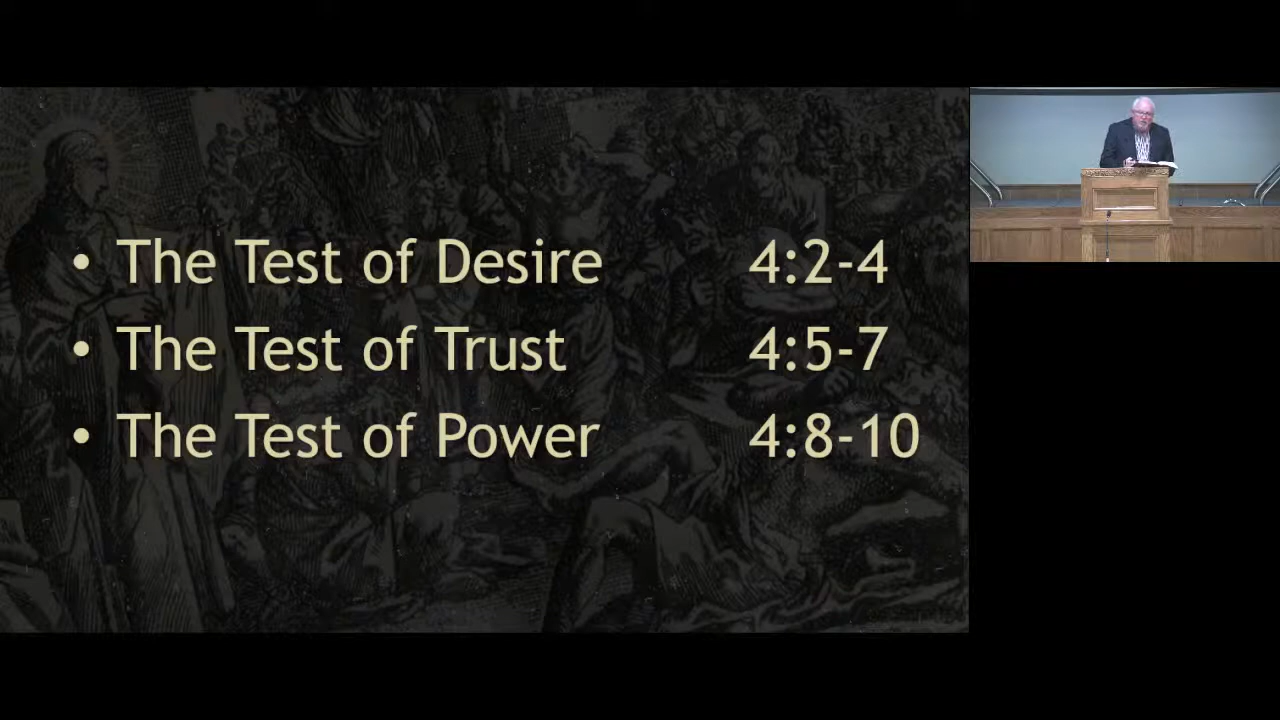 • The Test of Desire 4:2-4
• The Test of Trust 4:5-7
• The Test of Power 4:8-10